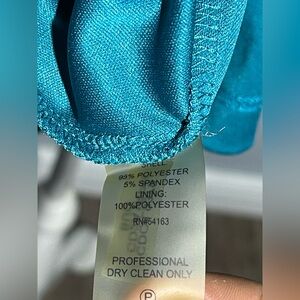 SHELL
95% POLYESTER
5% SPANDEX
LINING:
100%POLYESTER
RN#54163
PROFESSIONAL
DRY CLEAN ONLY
P